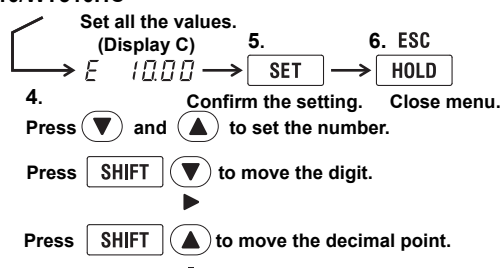 Set all the values.
(Display C) 5. 6. ESC
E 10.00 SET HOLD
4. Confirm the setting. Close menu.
Press and to set the number.
Press SHIFT to move the digit.
Press SHIFT to move the decimal point.